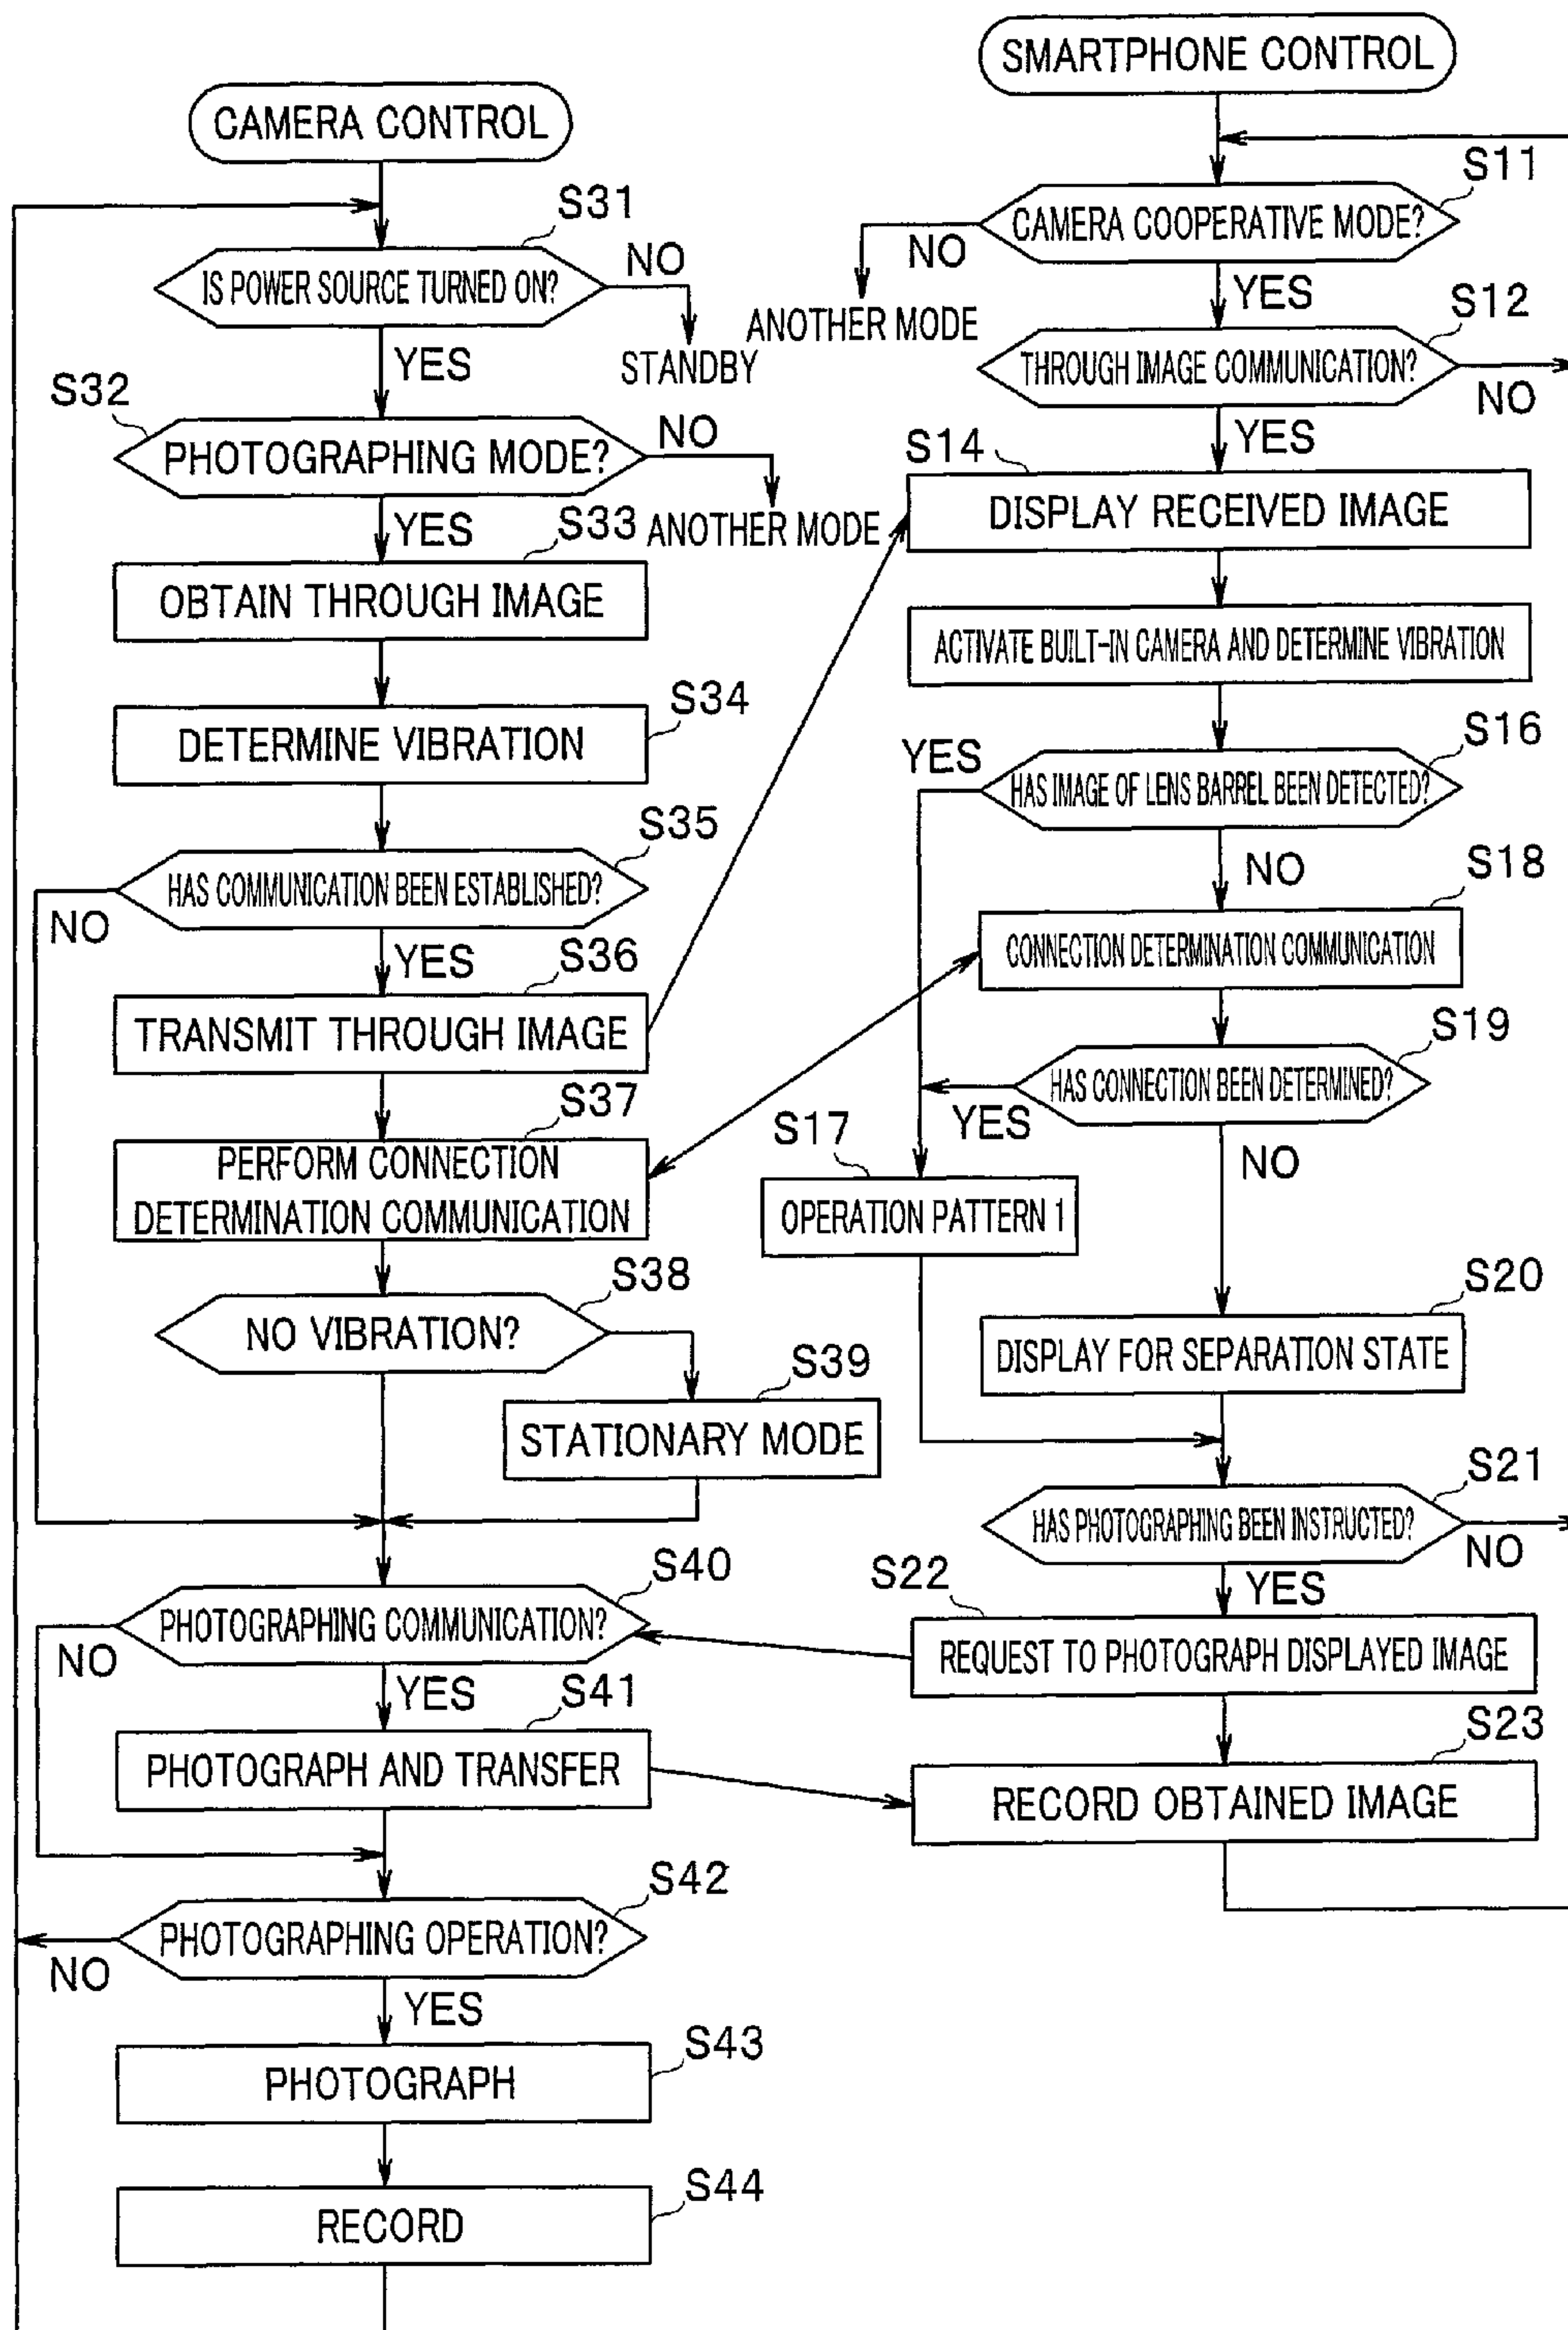 CAMERA CONTROL
S31
IS POWER SOURCE TURNED ON?
NO
STANDBY
YES
S32
PHOTOGRAPHING MODE?
NO
ANOTHER MODE
YES
S33
OBTAIN THROUGH IMAGE
S34
DETERMINE VIBRATION
S35
HAS COMMUNICATION BEEN ESTABLISHED?
NO
YES
S36
TRANSMIT THROUGH IMAGE
S37
PERFORM CONNECTION
DETERMINATION COMMUNICATION
S38
NO VIBRATION?
S39
STATIONARY MODE
S40
PHOTOGRAPHING COMMUNICATION?
NO
YES
S41
PHOTOGRAPH AND TRANSFER
S42
PHOTOGRAPHING OPERATION?
NO
YES
S43
PHOTOGRAPH
S44
RECORD
SMARTPHONE CONTROL
S11
CAMERA COOPERATIVE MODE?
NO
ANOTHER MODE
YES
S12
THROUGH IMAGE COMMUNICATION?
NO
YES
S14
DISPLAY RECEIVED IMAGE
ACTIVATE BUILT-IN CAMERA AND DETERMINE VIBRATION
S16
YES
HAS IMAGE OF LENS BARREL BEEN DETECTED?
NO
S18
CONNECTION DETERMINATION COMMUNICATION
S19
HAS CONNECTION BEEN DETERMINED?
YES
NO
S17
OPERATION PATTERN 1
S20
DISPLAY FOR SEPARATION STATE
S21
HAS PHOTOGRAPHING BEEN INSTRUCTED?
NO
YES
S22
REQUEST TO PHOTOGRAPH DISPLAYED IMAGE
S23
RECORD OBTAINED IMAGE